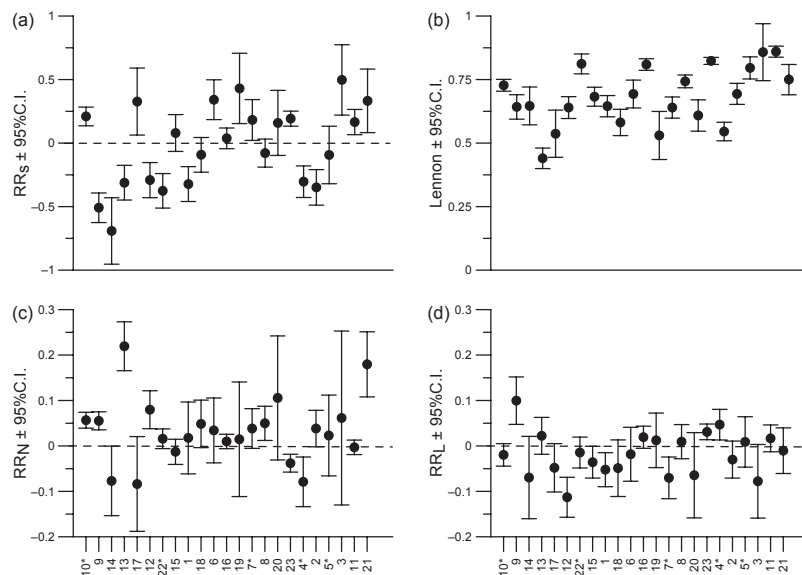 (a)
RRS ± 95%C.I.
1
0.5
0
−0.5
−1
(b)
Lennon ± 95%C.I.
1
0.75
0.5
0.25
0
(c)
RRN ± 95%C.I.
0.3
0.2
0.1
0
−0.1
−0.2
10* 9 14 13 17 12 22* 15 1 18 6 16 19 7* 8 20 23 4* 2 5* 3 11 21
(d)
RRL ± 95%C.I.
0.3
0.2
0.1
0
−0.1
−0.2
10* 9 14 13 17 12 22* 15 1 18 6 16 19 7* 8 20 23 4* 2 5* 3 11 21